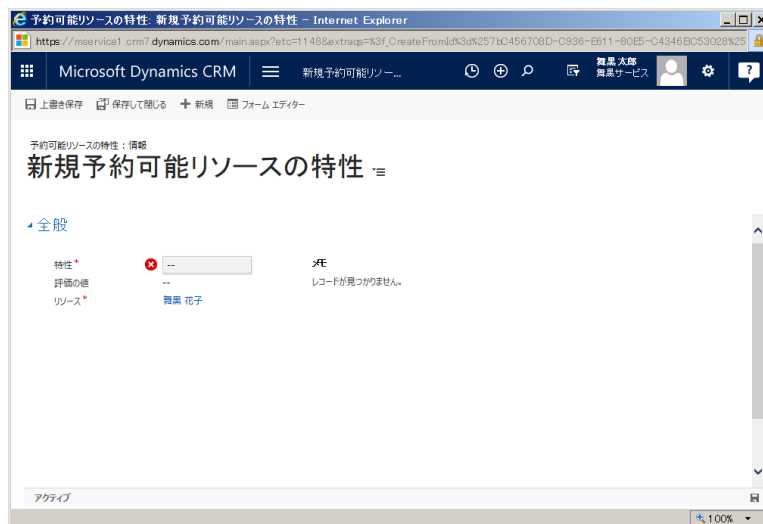 予約可能リソースの特性: 新規予約可能リソースの特性 - Internet Explorer
https://mservice1.crm7.dynamics.com/main.aspx?etc=1148&extraqs=%3f_CreateFromId%3d%257bC456708D-C936-E611-80E5-C4346BC53028%25
Microsoft Dynamics CRM 新規予約可能リソー... 舞黒 太郎
舞黒サービス
?
上書き保存 保存して閉じる 新規 フォーム エディター
予約可能リソースの特性 : 情報
新規予約可能リソースの特性
全般
特性* -- メモ
評価の値 -- レコードが見つかりません。
リソース* 舞黒 花子
アクティブ
100%